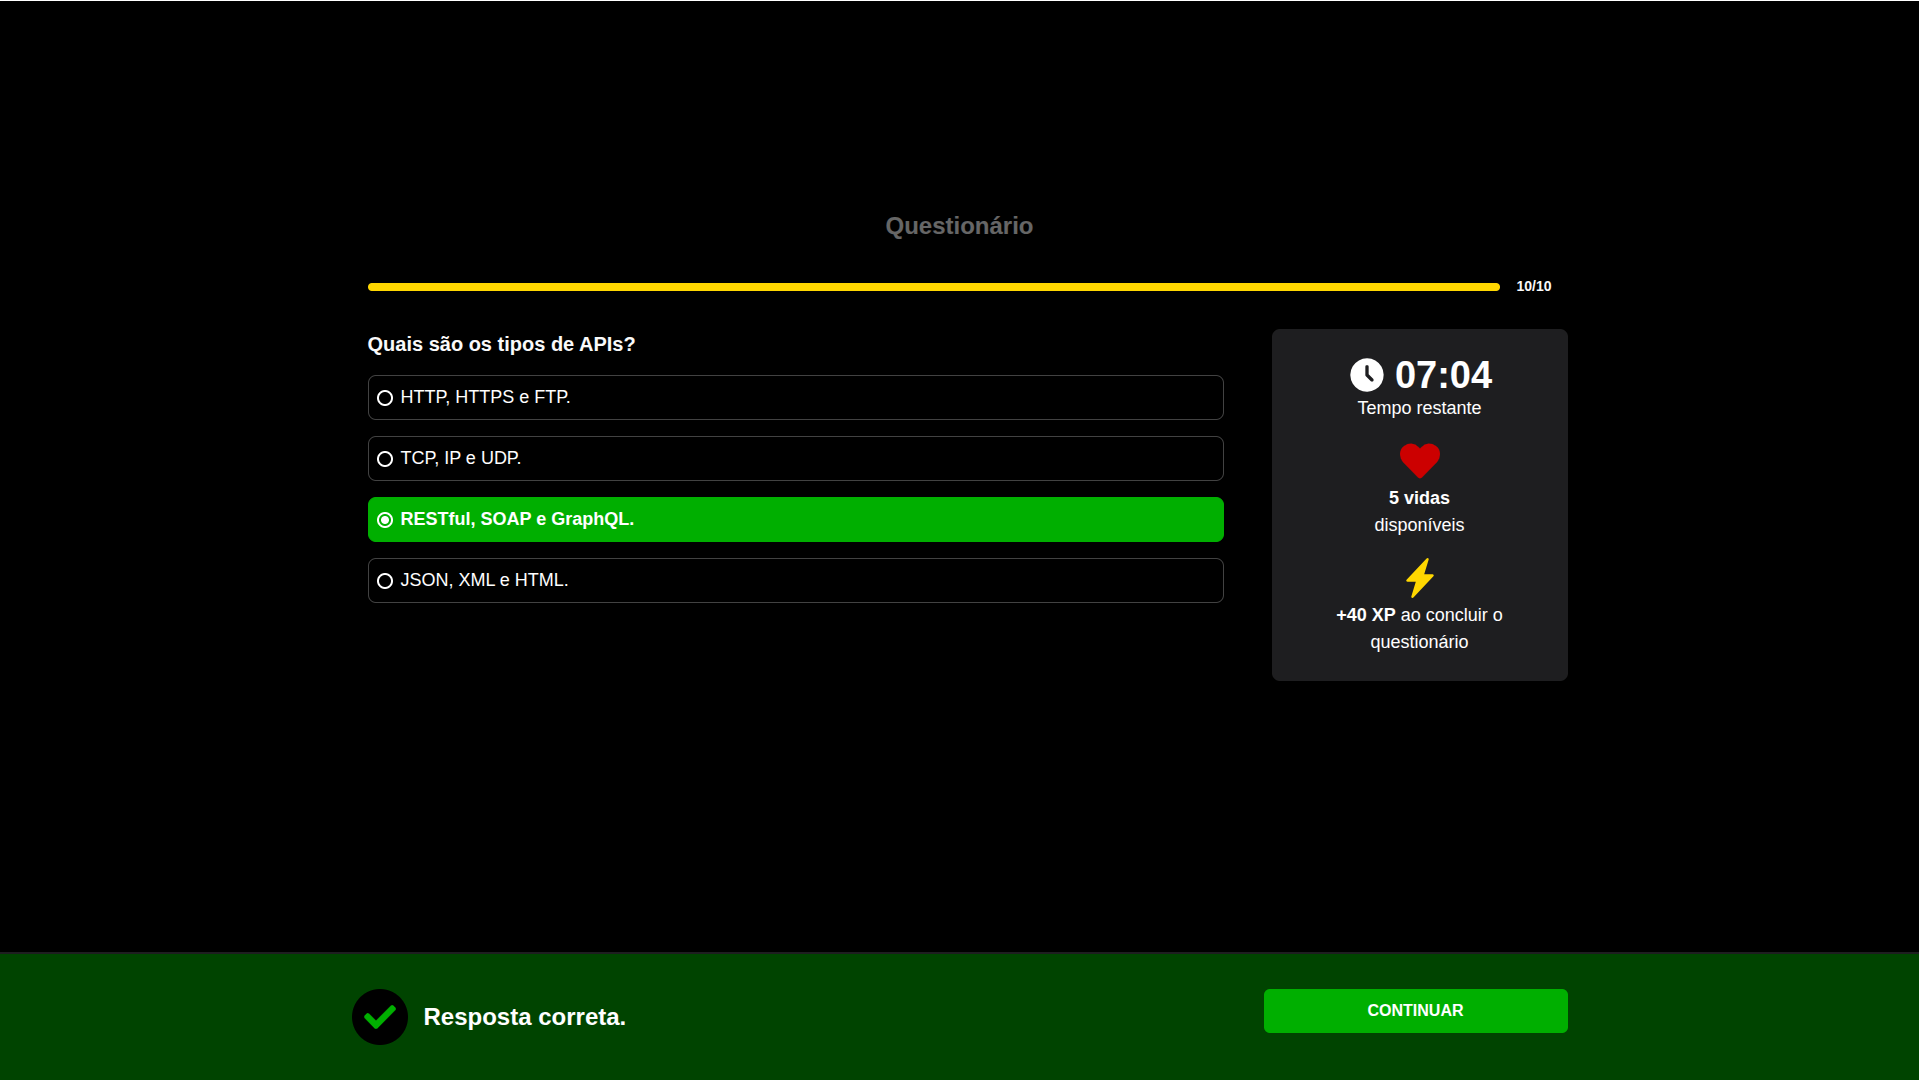 Questionário
10/10
Quais são os tipos de APIs?
HTTP, HTTPS e FTP.
TCP, IP e UDP.
RESTful, SOAP e GraphQL.
JSON, XML e HTML.
07:04
Tempo restante
5 vidas
disponíveis
+40 XP ao concluir o
questionário
Resposta correta.
CONTINUAR